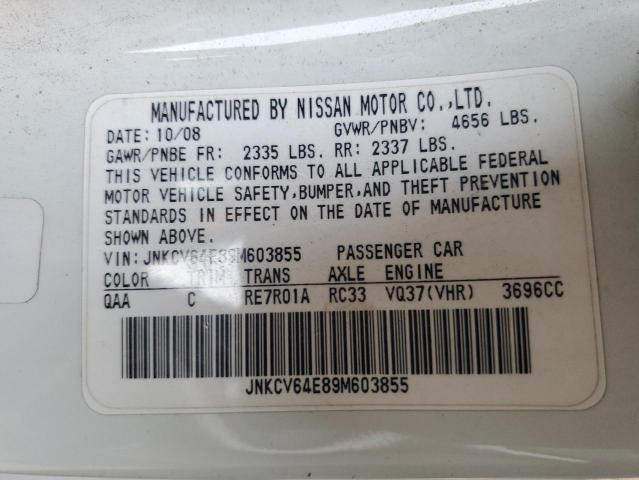 MANUFACTURED BY NISSAN MOTOR CO.,LTD.
DATE: 10/08 GVWR/PNBV: 4656 LBS.
GAWR/PNBE FR: 2335 LBS. RR: 2337 LBS.
THIS VEHICLE CONFORMS TO ALL APPLICABLE FEDERAL
MOTOR VEHICLE SAFETY,BUMPER,AND THEFT PREVENTION
STANDARDS IN EFFECT ON THE DATE OF MANUFACTURE
SHOWN ABOVE.
VIN: JNKCV64E89M603855 PASSENGER CAR
COLOR TRIM TRANS AXLE ENGINE
QAA C RE7R01A RC33 VQ37(VHR) 3696CC
JNKCV64E89M603855